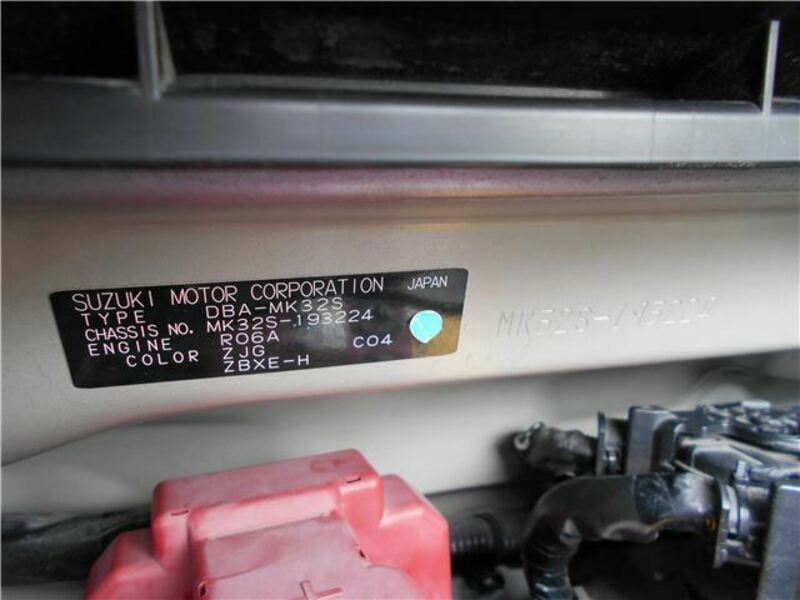 SUZUKI MOTOR CORPORATION JAPAN
TYPE DBA-MK32S
CHASSIS NO. MK32S-193224
ENGINE R06A C04
COLOR ZJG
ZBXE-H
MK32S-193224
+